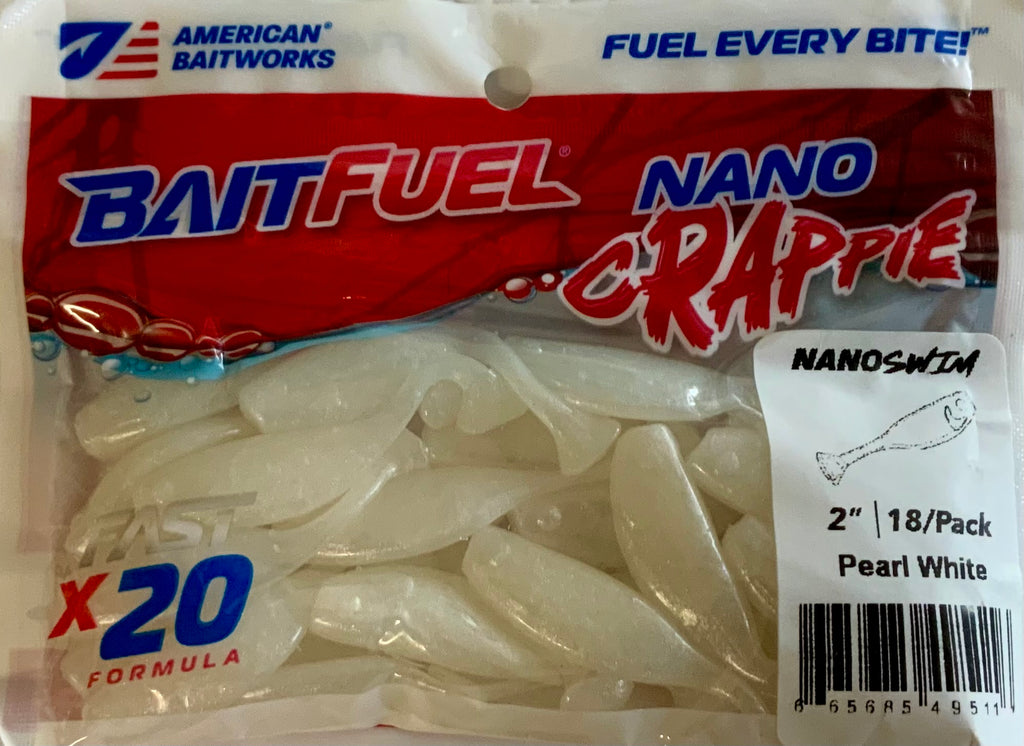 AMERICAN®
BAITWORKS
FUEL EVERY BITE!™
BAITFUEL®
NANO
CRAPPIE
NANOSWIM
2" | 18/Pack
Pearl White
FAST
X20
FORMULA
6 65685 49511